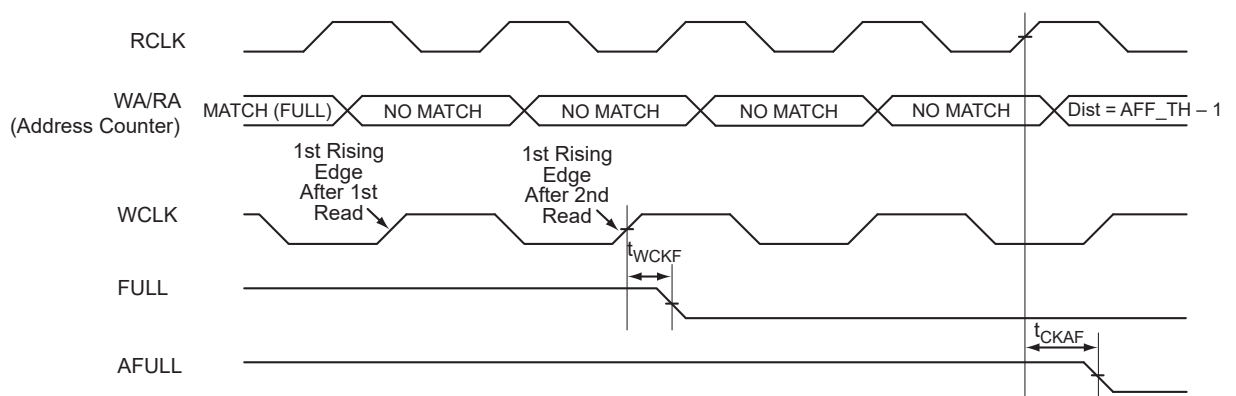 RCLK
WA/RA
(Address Counter)
MATCH (FULL)
NO MATCH
NO MATCH
NO MATCH
NO MATCH
Dist = AFF_TH – 1
1st Rising
Edge
After 1st
Read
1st Rising
Edge
After 2nd
Read
WCLK
tWCKF
FULL
tCKAF
AFULL